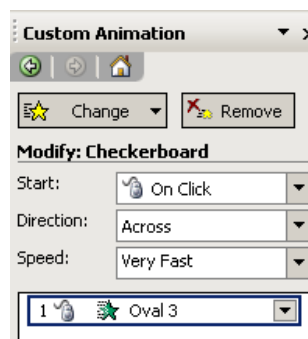 Custom Animation
Change Remove
Modify: Checkerboard
Start: On Click
Direction: Across
Speed: Very Fast
1 Oval 3